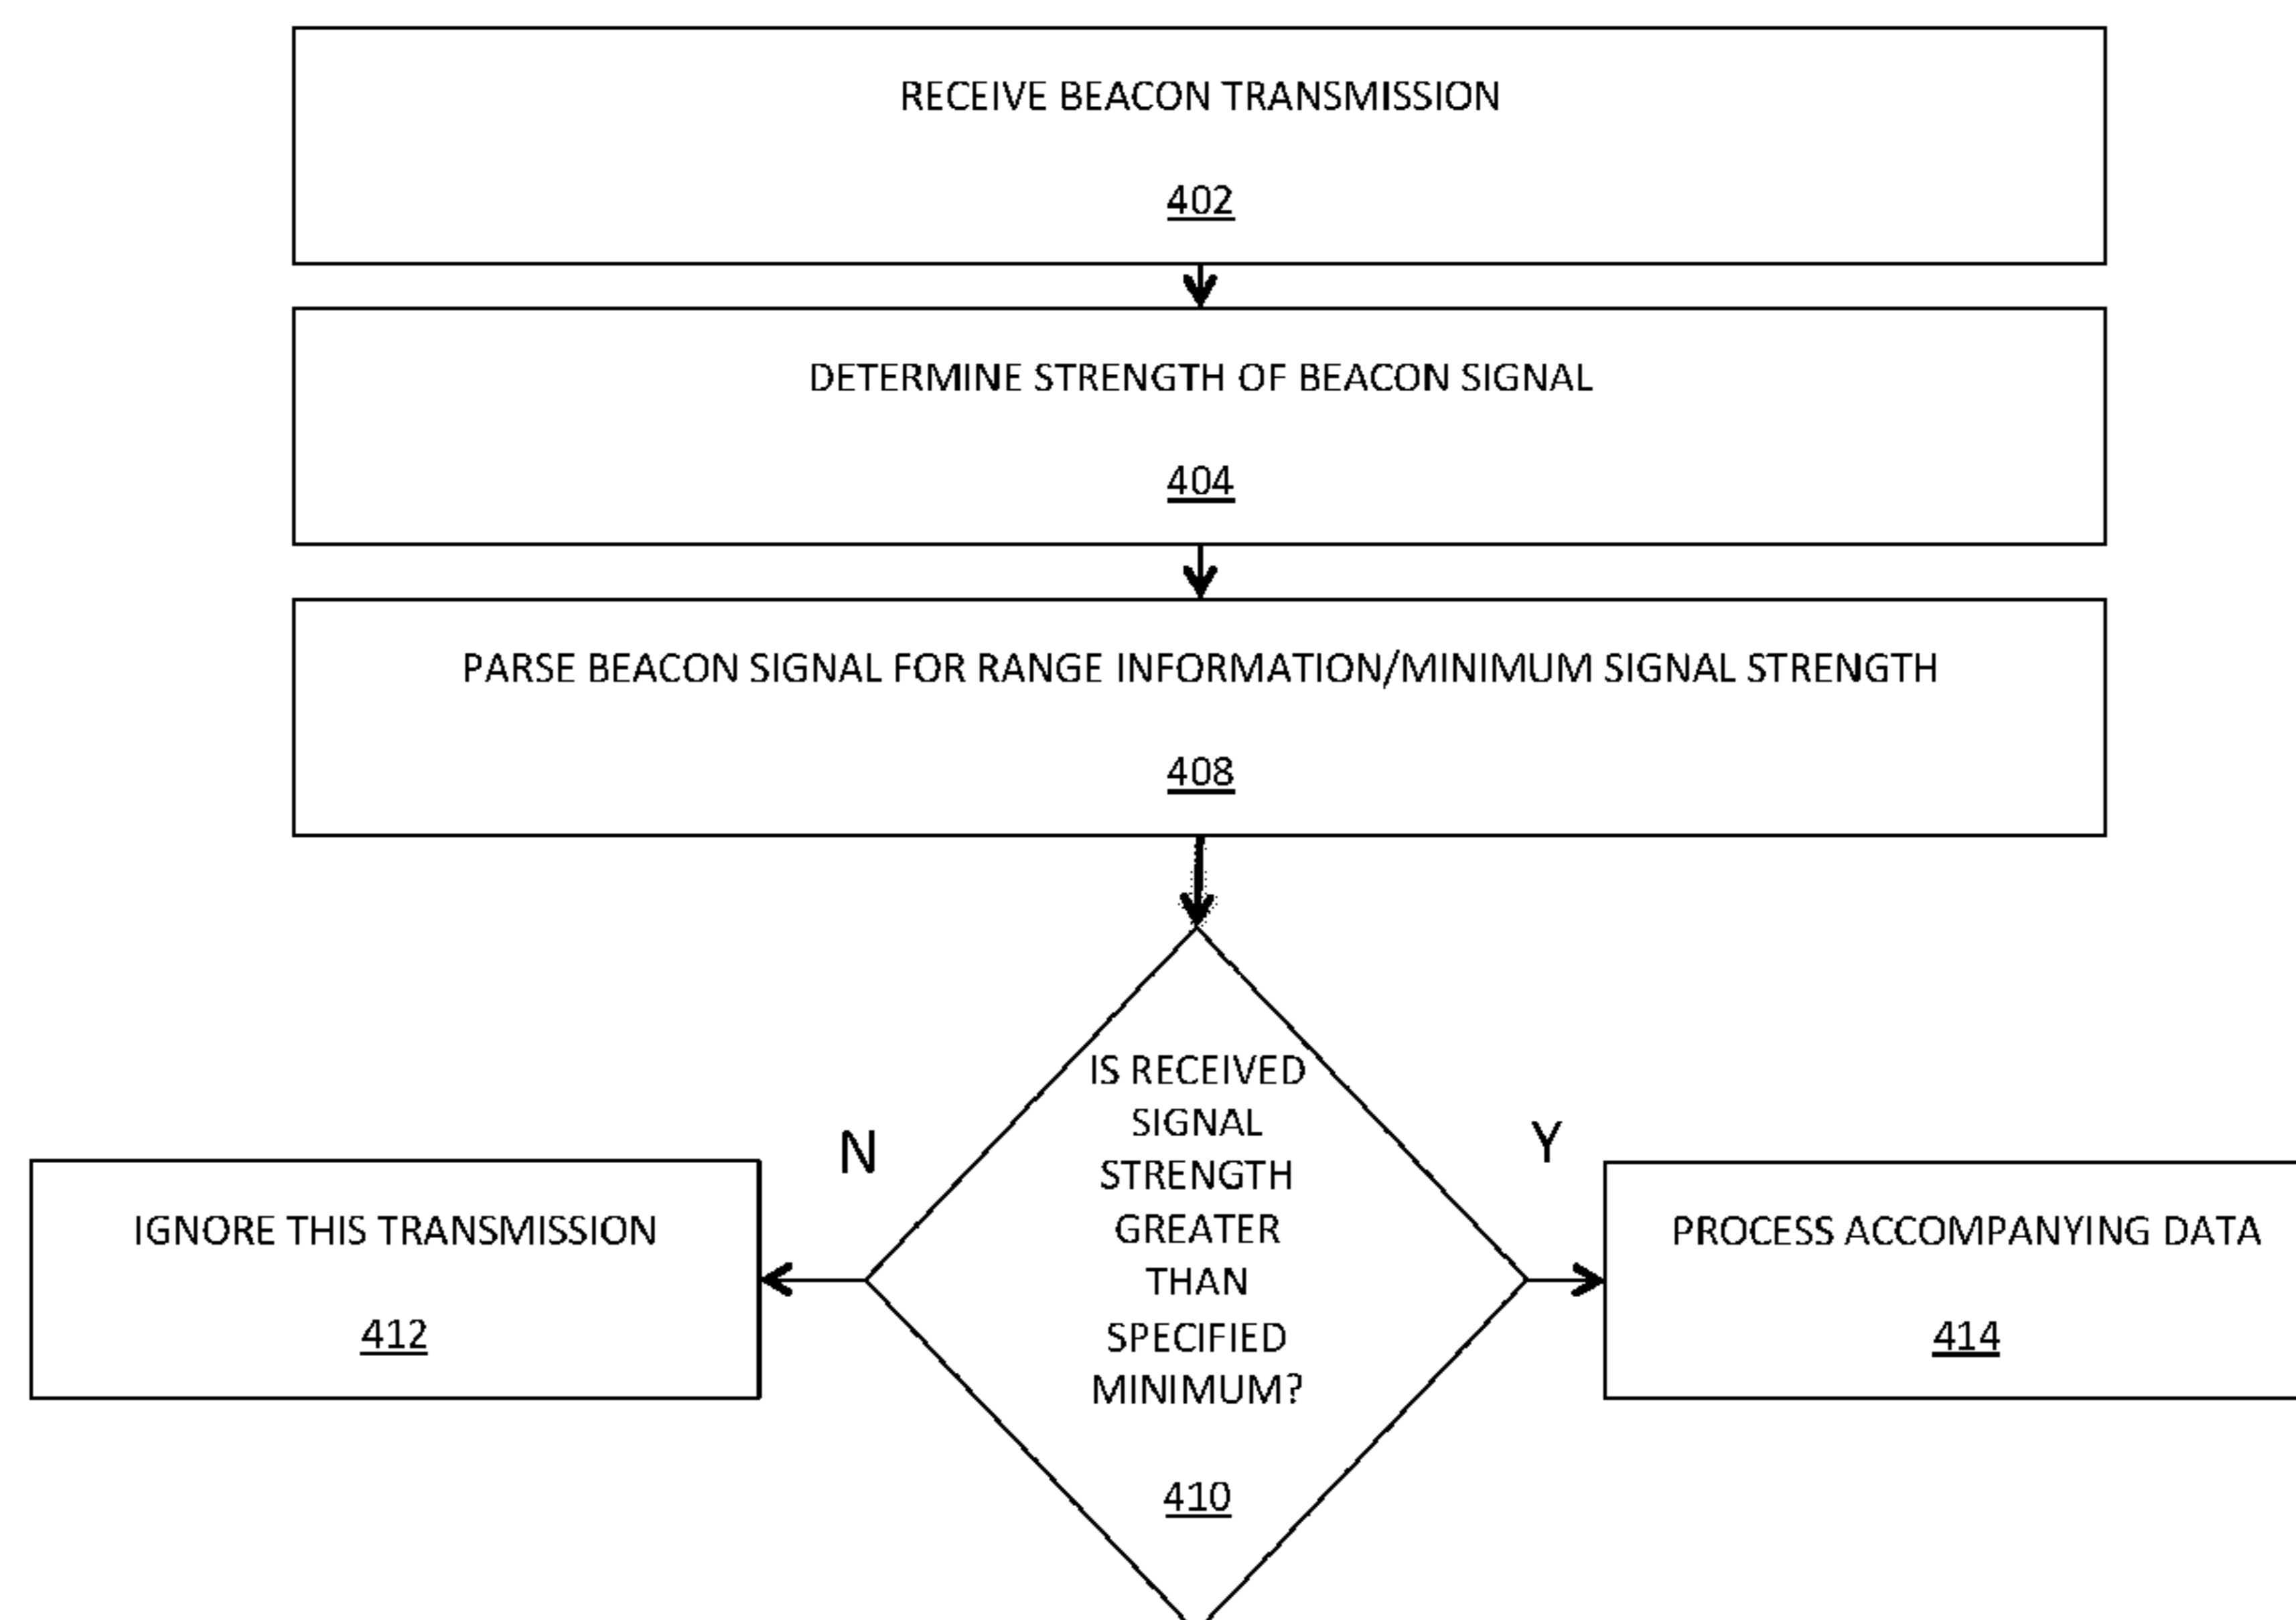 RECEIVE BEACON TRANSMISSION
402
DETERMINE STRENGTH OF BEACON SIGNAL
404
PARSE BEACON SIGNAL FOR RANGE INFORMATION/MINIMUM SIGNAL STRENGTH
408
IS RECEIVED
SIGNAL
STRENGTH
GREATER
THAN
SPECIFIED
MINIMUM?
410
N
IGNORE THIS TRANSMISSION
412
Y
PROCESS ACCOMPANYING DATA
414